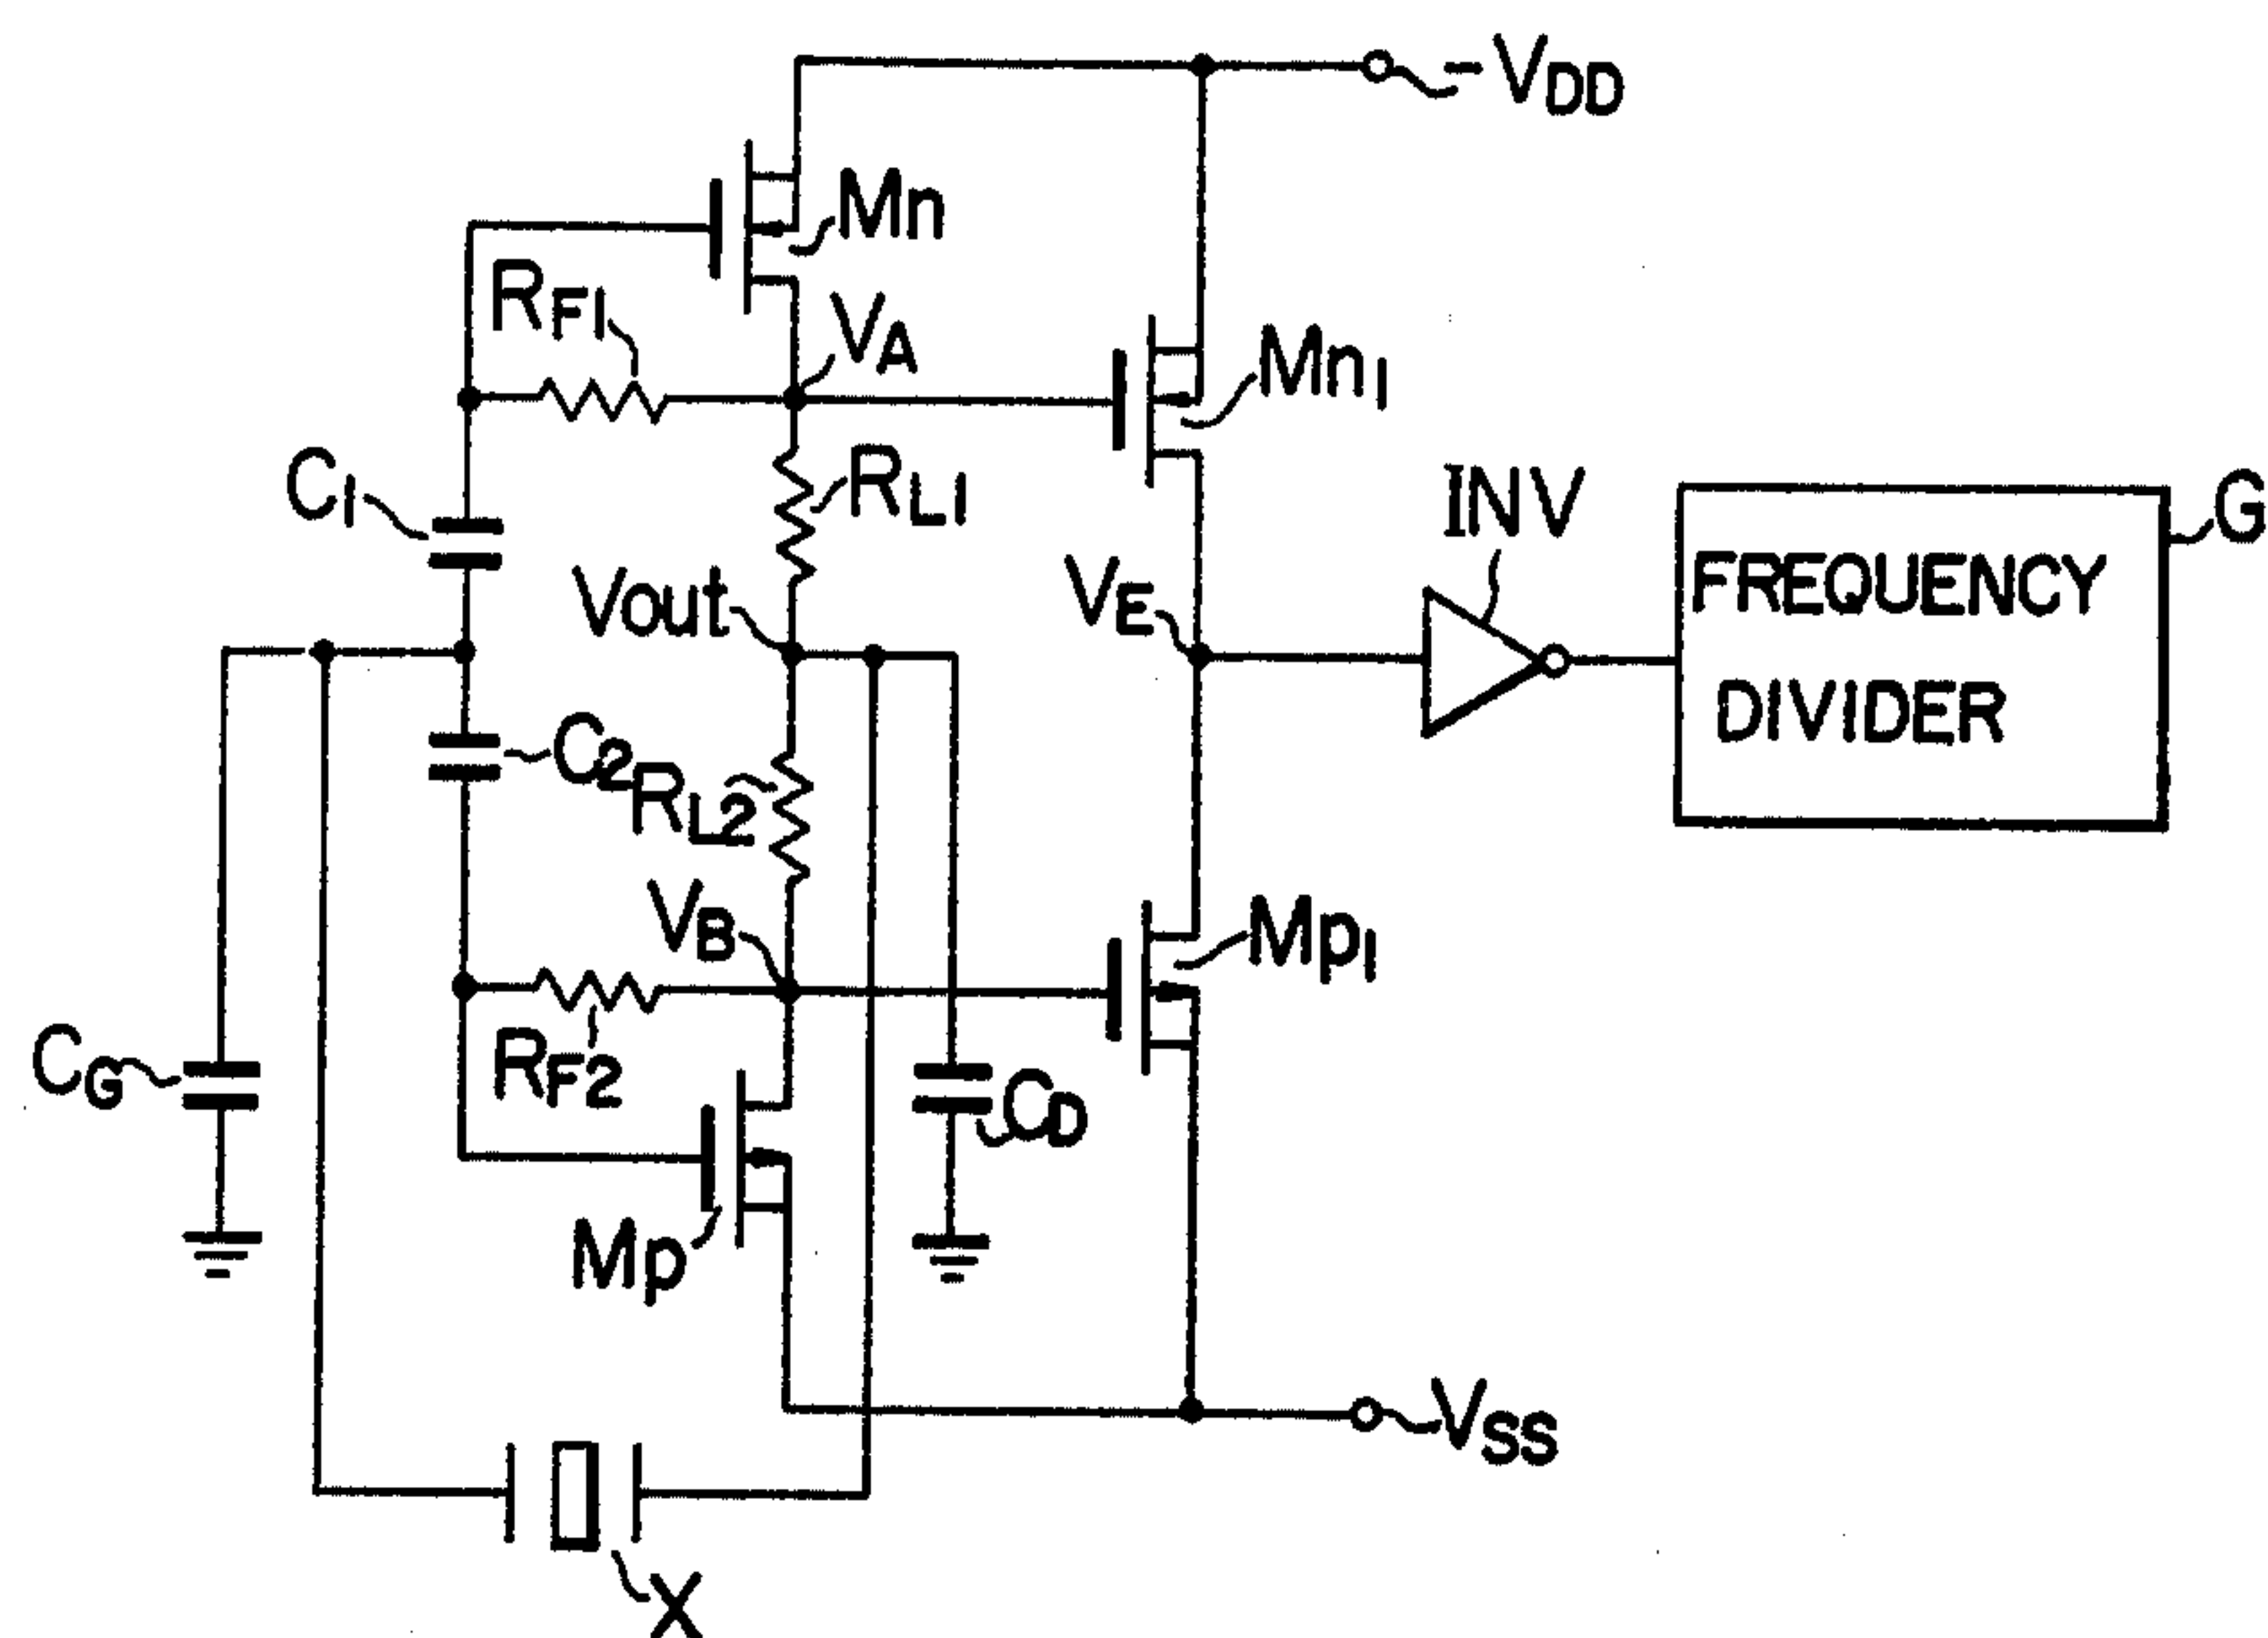 -VDD
Mn
RF1
VA
Mn1
C1
RL1
INV
G
Vout
VE
FREQUENCY
DIVIDER
C2
RL2
VB
Mp1
CG
RF2
CD
Mp
VSS
X